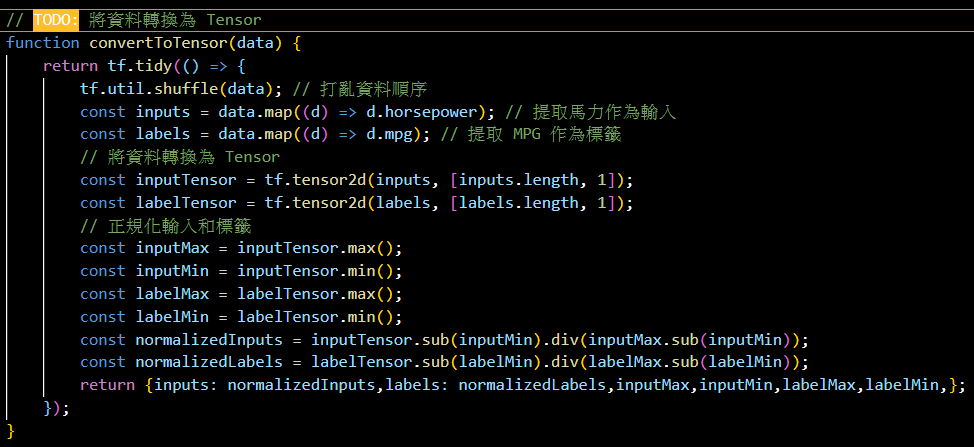 // TODO: 將資料轉換為 Tensor
function convertToTensor(data) {
    return tf.tidy(() => {
        tf.util.shuffle(data); // 打亂資料順序
        const inputs = data.map((d) => d.horsepower); // 提取馬力作為輸入
        const labels = data.map((d) => d.mpg); // 提取 MPG 作為標籤
        // 將資料轉換為 Tensor
        const inputTensor = tf.tensor2d(inputs, [inputs.length, 1]);
        const labelTensor = tf.tensor2d(labels, [labels.length, 1]);
        // 正規化輸入和標籤
        const inputMax = inputTensor.max();
        const inputMin = inputTensor.min();
        const labelMax = labelTensor.max();
        const labelMin = labelTensor.min();
        const normalizedInputs = inputTensor.sub(inputMin).div(inputMax.sub(inputMin));
        const normalizedLabels = labelTensor.sub(labelMin).div(labelMax.sub(labelMin));
        return {inputs: normalizedInputs,labels: normalizedLabels,inputMax,inputMin,labelMax,labelMin,};
    });
}